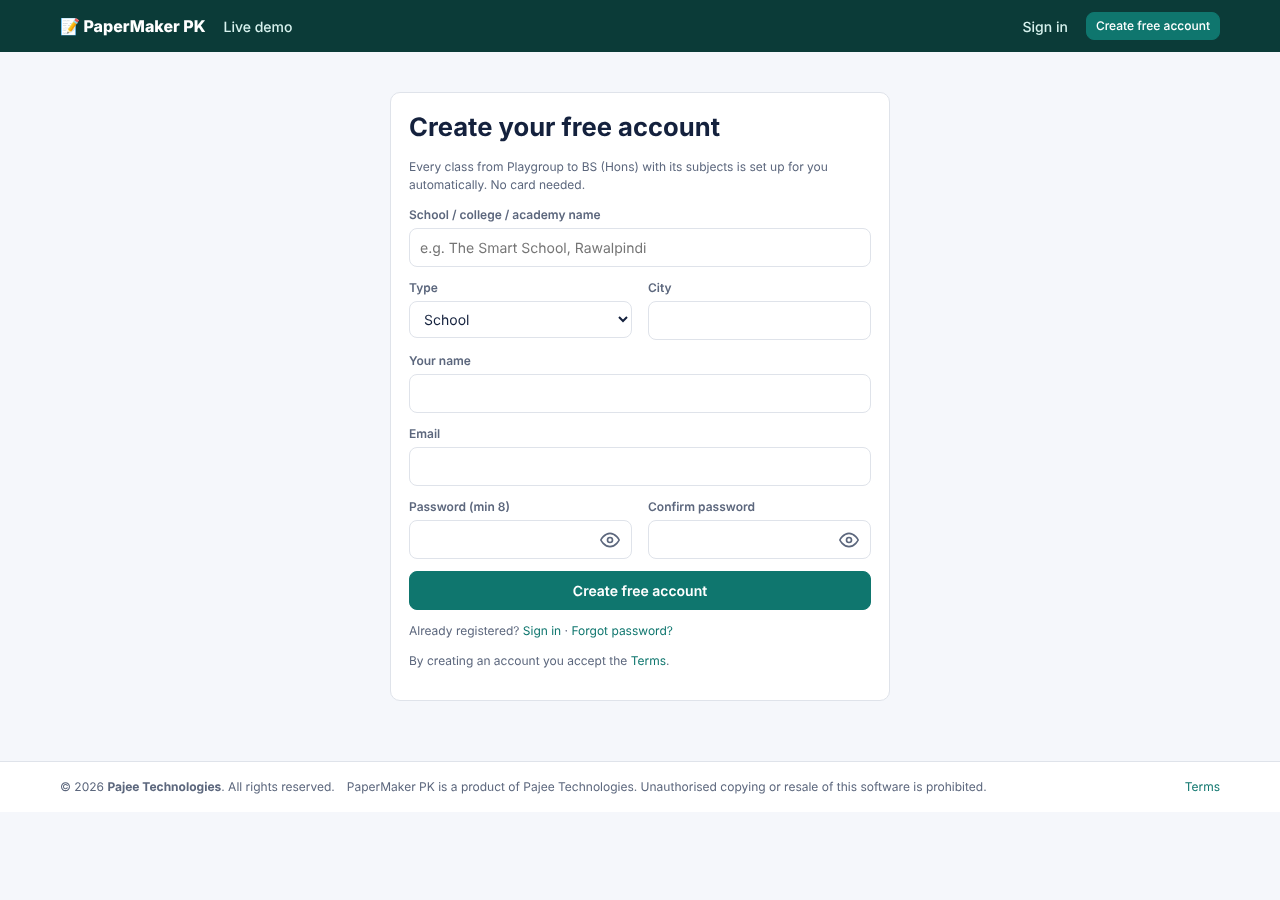 📝 PaperMaker PK Live demo Sign in Create free account
Create your free account
Every class from Playgroup to BS (Hons) with its subjects is set up for you
automatically. No card needed.
School / college / academy name
e.g. The Smart School, Rawalpindi
Type City
School
Your name
Email
Password (min 8) Confirm password
Create free account
Already registered? Sign in · Forgot password?
By creating an account you accept the Terms.
© 2026 Pajee Technologies. All rights reserved. PaperMaker PK is a product of Pajee Technologies. Unauthorised copying or resale of this software is prohibited. Terms